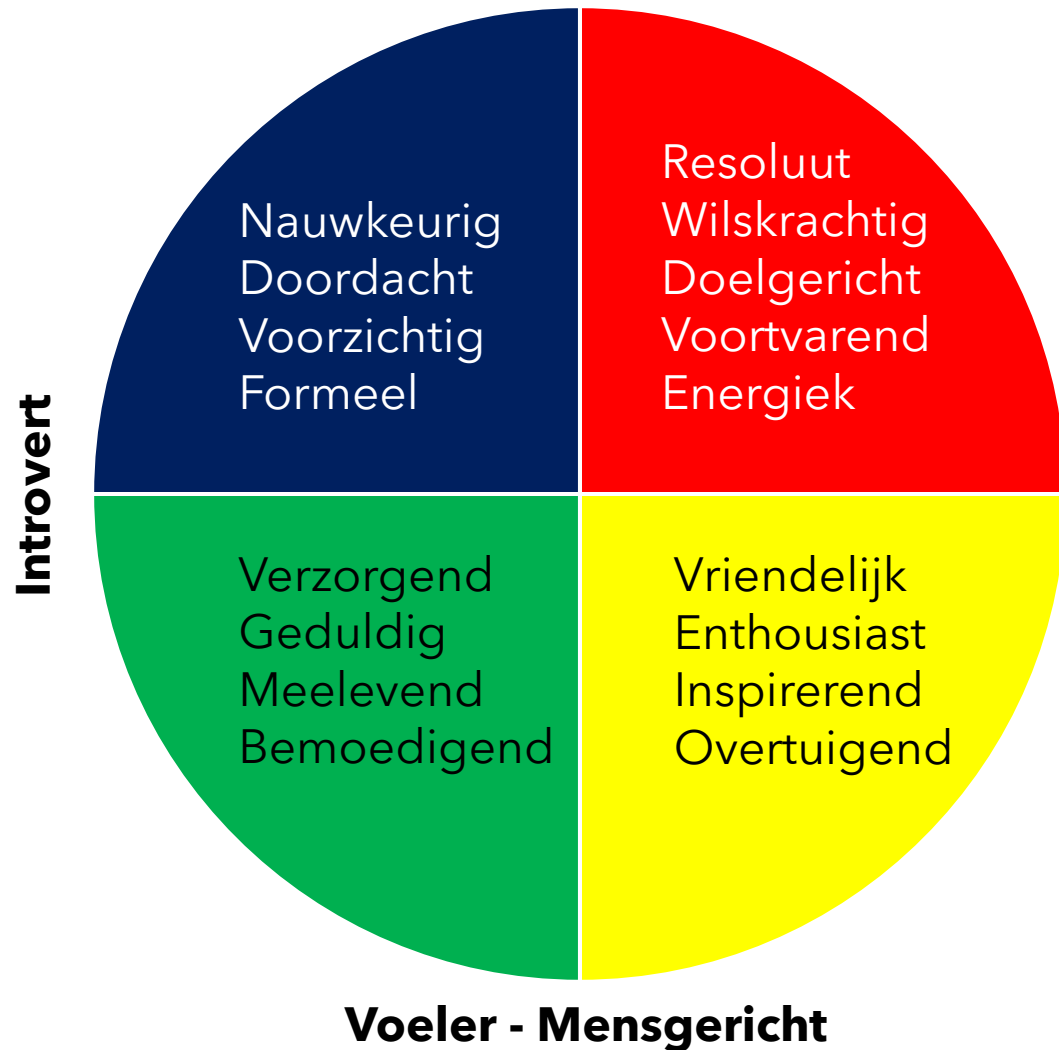 Nauwkeurig
Doordacht
Voorzichtig
Formeel
Resoluut
Wilskrachtig
Doelgericht
Voortvarend
Energiek
Introvert
Verzorgend
Geduldig
Meelevend
Bemoedigend
Vriendelijk
Enthousiast
Inspirerend
Overtuigend
Voeler - Mensgericht